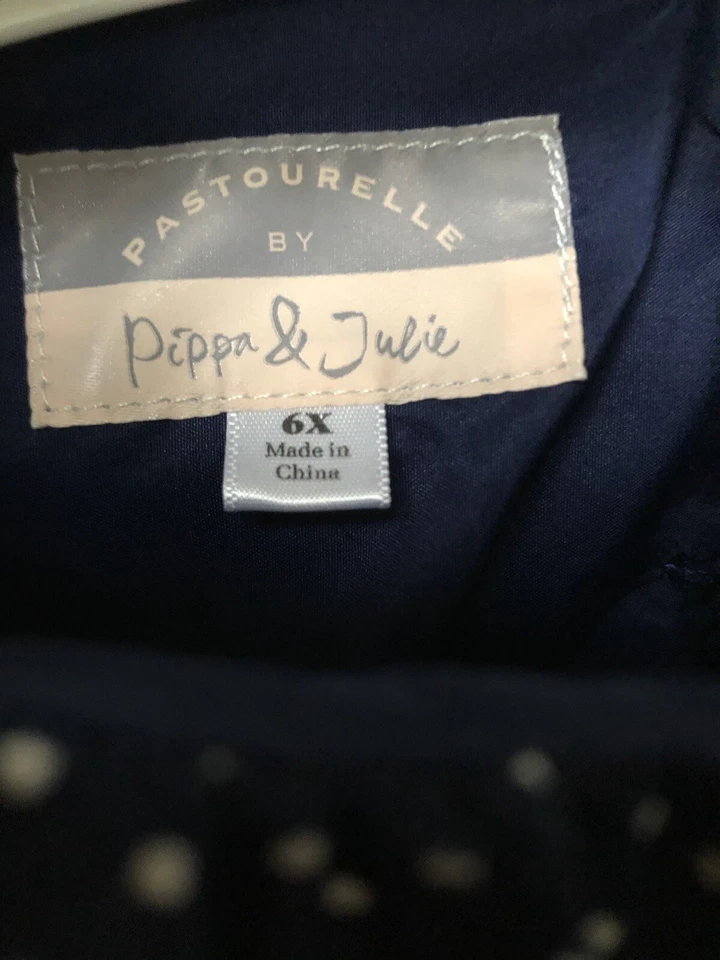 PASTOURELLE
BY
Pippa & Julie
6X
Made in
China